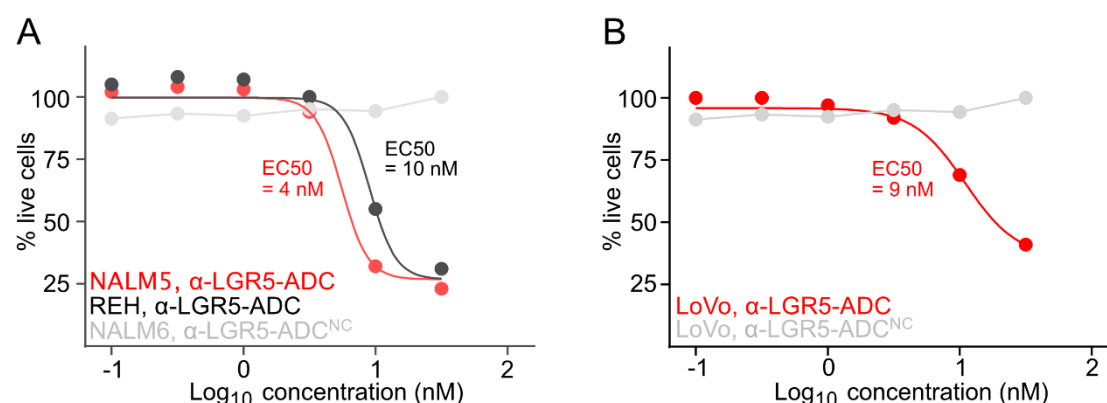 A
% live cells
100
75
50
25
EC50
= 4 nM
EC50
= 10 nM
NALM5, α-LGR5-ADC
REH, α-LGR5-ADC
NALM6, α-LGR5-ADCᴺᶜ
-1
0
1
2
Log₁₀ concentration (nM)
B
% live cells
100
75
50
25
EC50
= 9 nM
LoVo, α-LGR5-ADC
LoVo, α-LGR5-ADCᴺᶜ
-1
0
1
2
Log₁₀ concentration (nM)